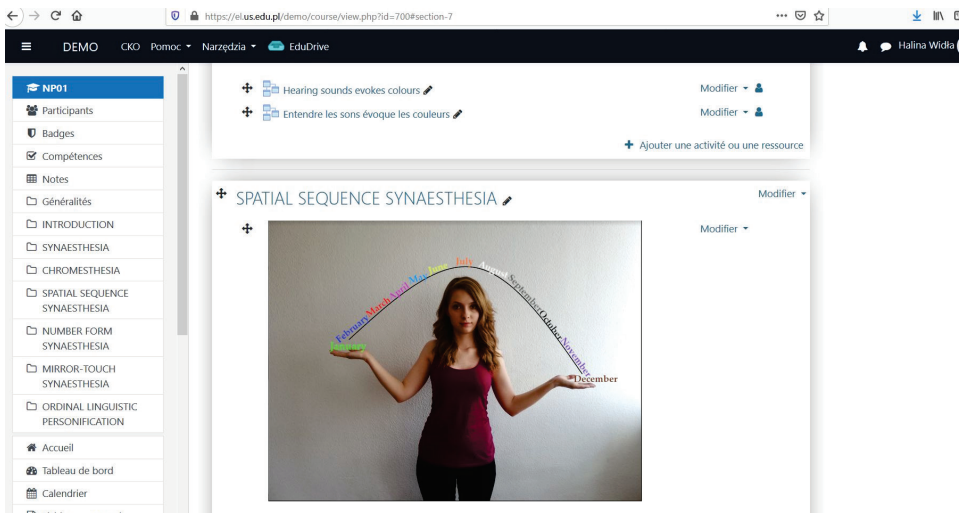 https://el.us.edu.pl/demo/course/view.php?id=700#section-7
DEMO CKO Pomoc Narzędzia EduDrive Halina Widła
NP01
Participants
Badges
Compétences
Notes
Généralités
INTRODUCTION
SYNAESTHESIA
CHROMESTHESIA
SPATIAL SEQUENCE
SYNAESTHESIA
NUMBER FORM
SYNAESTHESIA
MIRROR-TOUCH
SYNAESTHESIA
ORDINAL LINGUISTIC
PERSONIFICATION
Accueil
Tableau de bord
Calendrier
Hearing sounds evokes colours Modifier
Entendre les sons évoque les couleurs Modifier
Ajouter une activité ou une ressource
SPATIAL SEQUENCE SYNAESTHESIA Modifier
Modifier
January
February
March
April
May
June
July
August
September
October
November
December